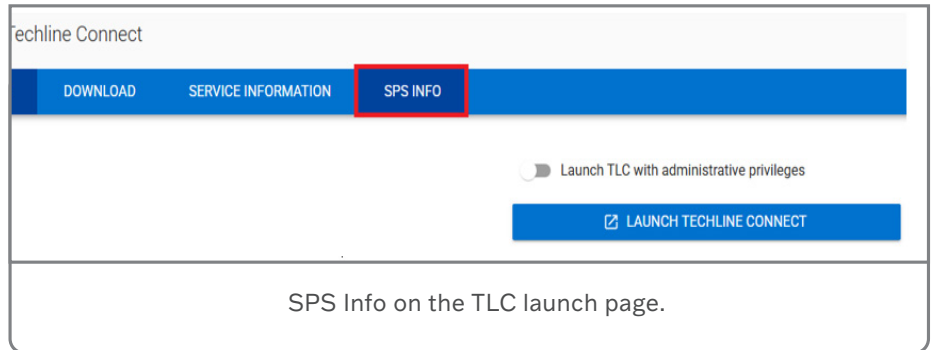 echline Connect
DOWNLOAD SERVICE INFORMATION SPS INFO
Launch TLC with administrative privileges
LAUNCH TECHLINE CONNECT
SPS Info on the TLC launch page.